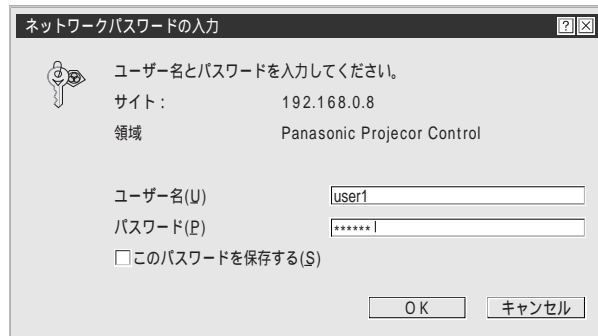 ネットワークパスワードの入力
ユーザー名とパスワードを入力してください。
サイト： 192.168.0.8
領域 Panasonic Projecor Control
ユーザー名(U) user1
パスワード(P) ******
このパスワードを保存する(S)
OK キャンセル